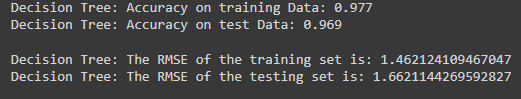 Decision Tree: Accuracy on training Data: 0.977
Decision Tree: Accuracy on test Data: 0.969
Decision Tree: The RMSE of the training set is: 1.462124109467047
Decision Tree: The RMSE of the testing set is: 1.6621144269592827